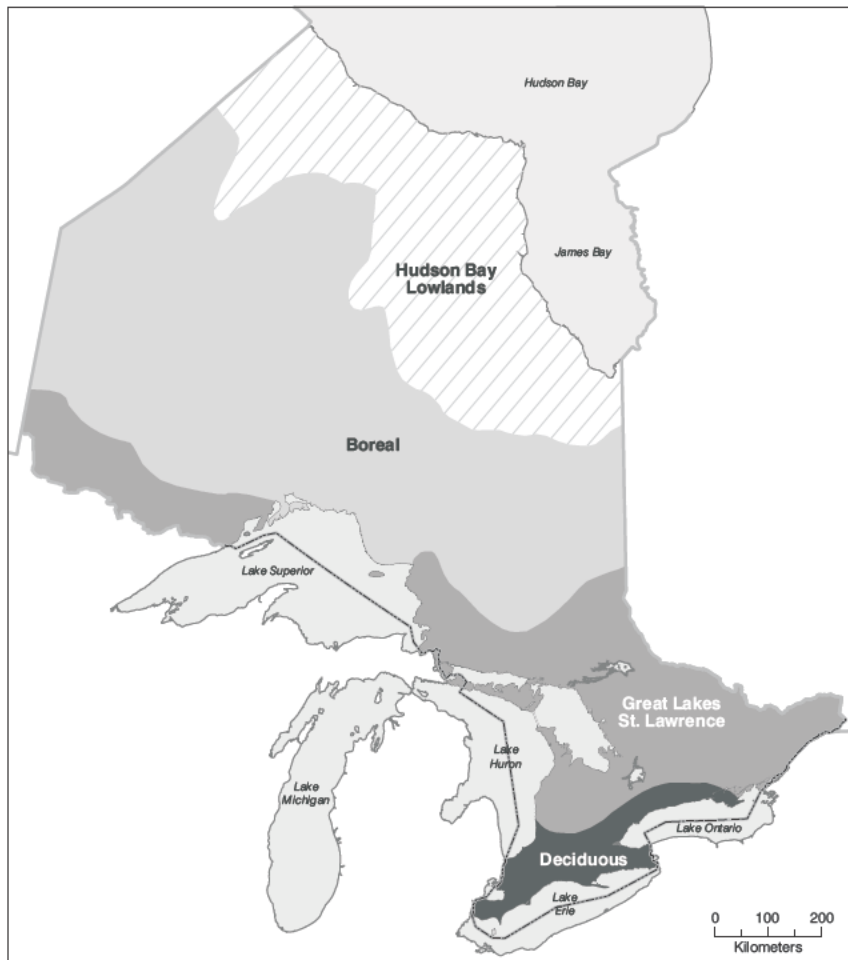 Hudson Bay
James Bay
Hudson Bay
Lowlands
Boreal
Lake Superior
Great Lakes
St. Lawrence
Lake
Huron
Lake
Michigan
Lake Ontario
Deciduous
Lake
Erie
0 100 200
Kilometers